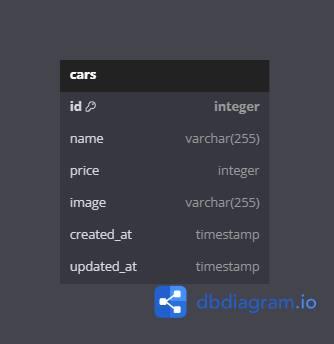 cars
id integer
name varchar(255)
price integer
image varchar(255)
created_at timestamp
updated_at timestamp
dbdiagram.io